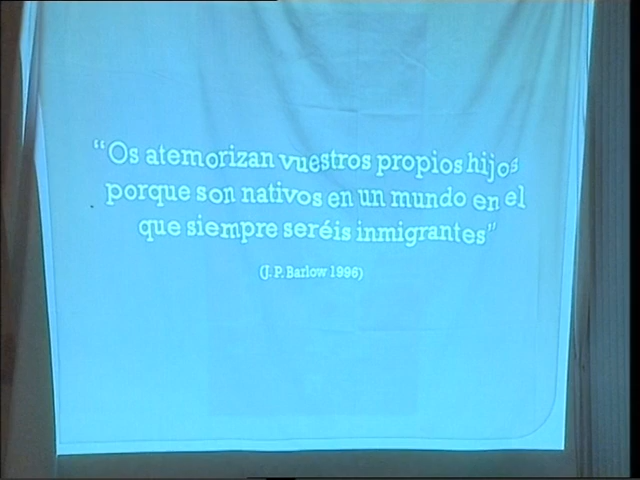 “Os atemorizan vuestros propios hijos
porque son nativos en un mundo en el
que siempre seréis inmigrantes”
(J. P. Barlow 1996)